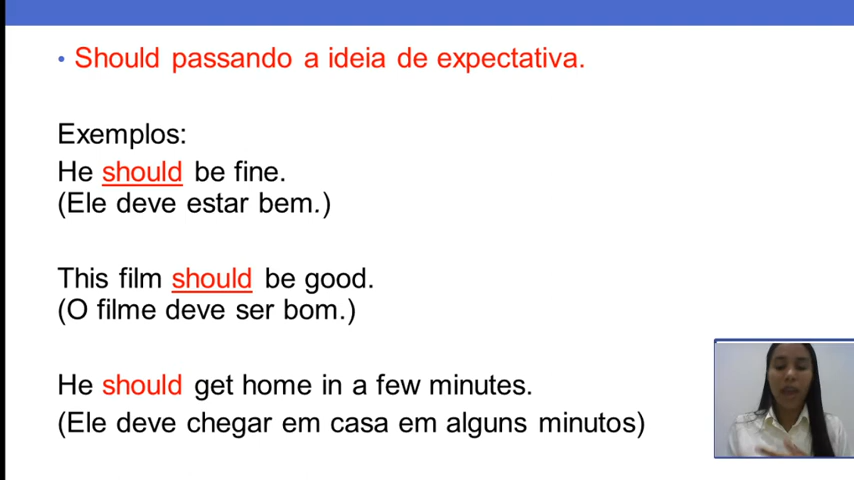 • Should passando a ideia de expectativa.
Exemplos:
He should be fine.
(Ele deve estar bem.)
This film should be good.
(O filme deve ser bom.)
He should get home in a few minutes.
(Ele deve chegar em casa em alguns minutos)